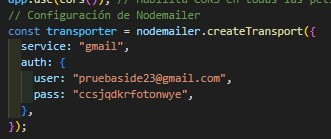 app.use(cors()); // Habilita CORS en todas las pet
// Configuración de Nodemailer
const transporter = nodemailer.createTransport({
service: "gmail",
auth: {
user: "pruebaside23@gmail.com",
pass: "ccsjqdkrfotonwye",
},
});